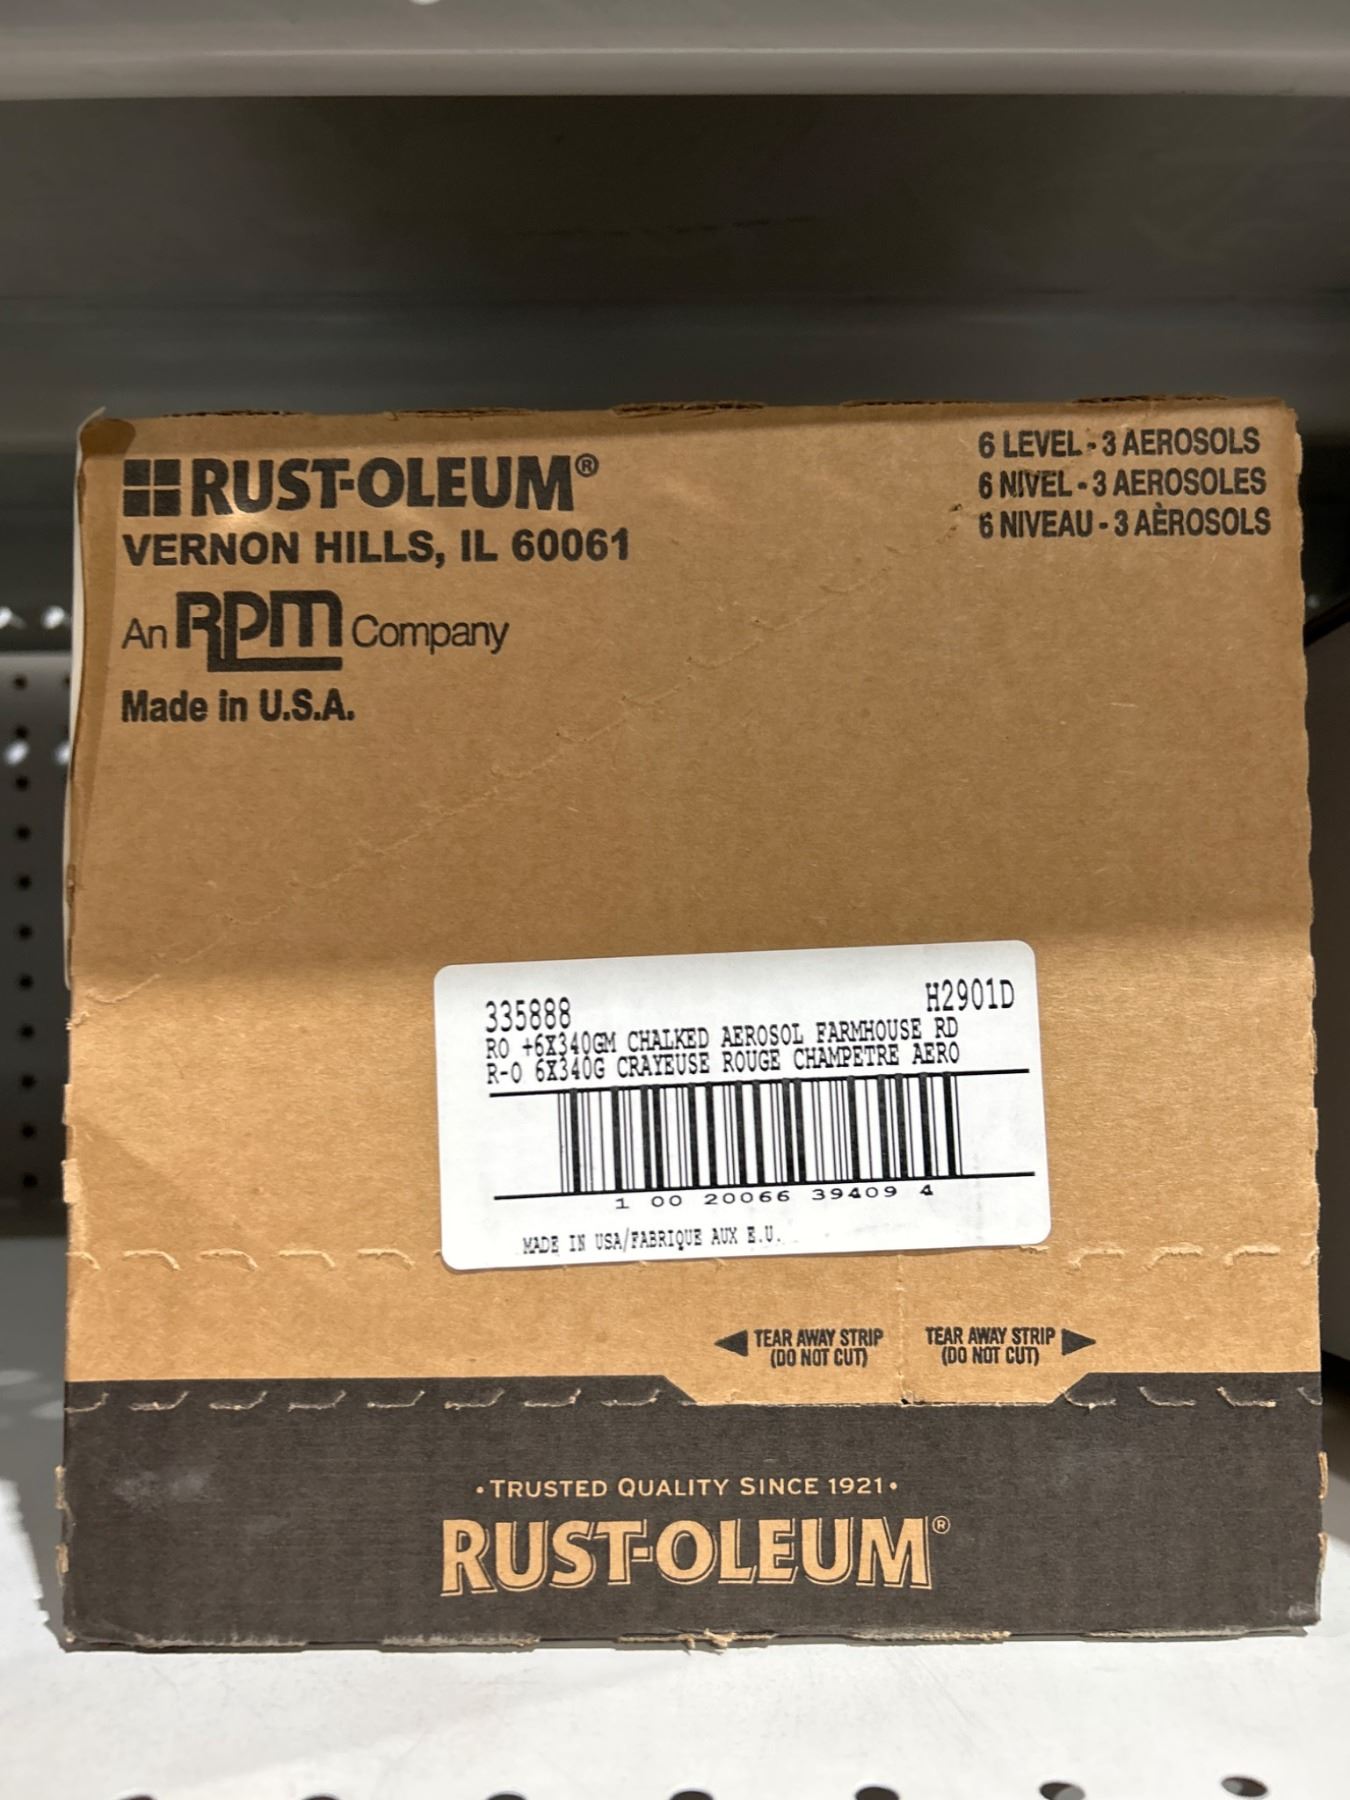 RUST-OLEUM®
VERNON HILLS, IL 60061
An RPM Company
Made in U.S.A.
6 LEVEL - 3 AEROSOLS
6 NIVEL - 3 AEROSOLES
6 NIVEAU - 3 AÈROSOLS
335888 H2901D
RO +6X340GM CHALKED AEROSOL FARMHOUSE RD
R-O 6X340G CRAYEUSE ROUGE CHAMPETRE AERO
1 00 20066 39409 4
MADE IN USA/FABRIQUE AUX E.U.
TEAR AWAY STRIP
(DO NOT CUT)
TEAR AWAY STRIP
(DO NOT CUT)
•TRUSTED QUALITY SINCE 1921•
RUST-OLEUM®